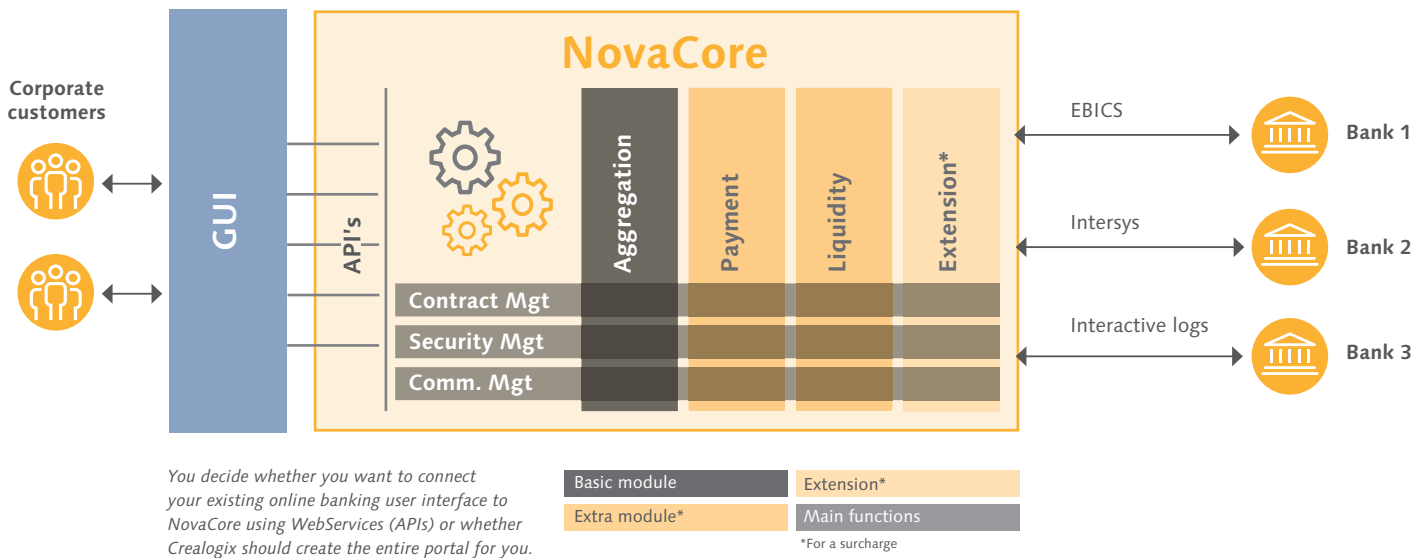 NovaCore
Corporate
customers
GUI
API's
Aggregation
Payment
Liquidity
Extension*
Contract Mgt
Security Mgt
Comm. Mgt
EBICS
Bank 1
Intersys
Bank 2
Interactive logs
Bank 3
You decide whether you want to connect
your existing online banking user interface to
NovaCore using WebServices (APIs) or whether
Crealogix should create the entire portal for you.
Basic module
Extension*
Extra module*
Main functions
*For a surcharge